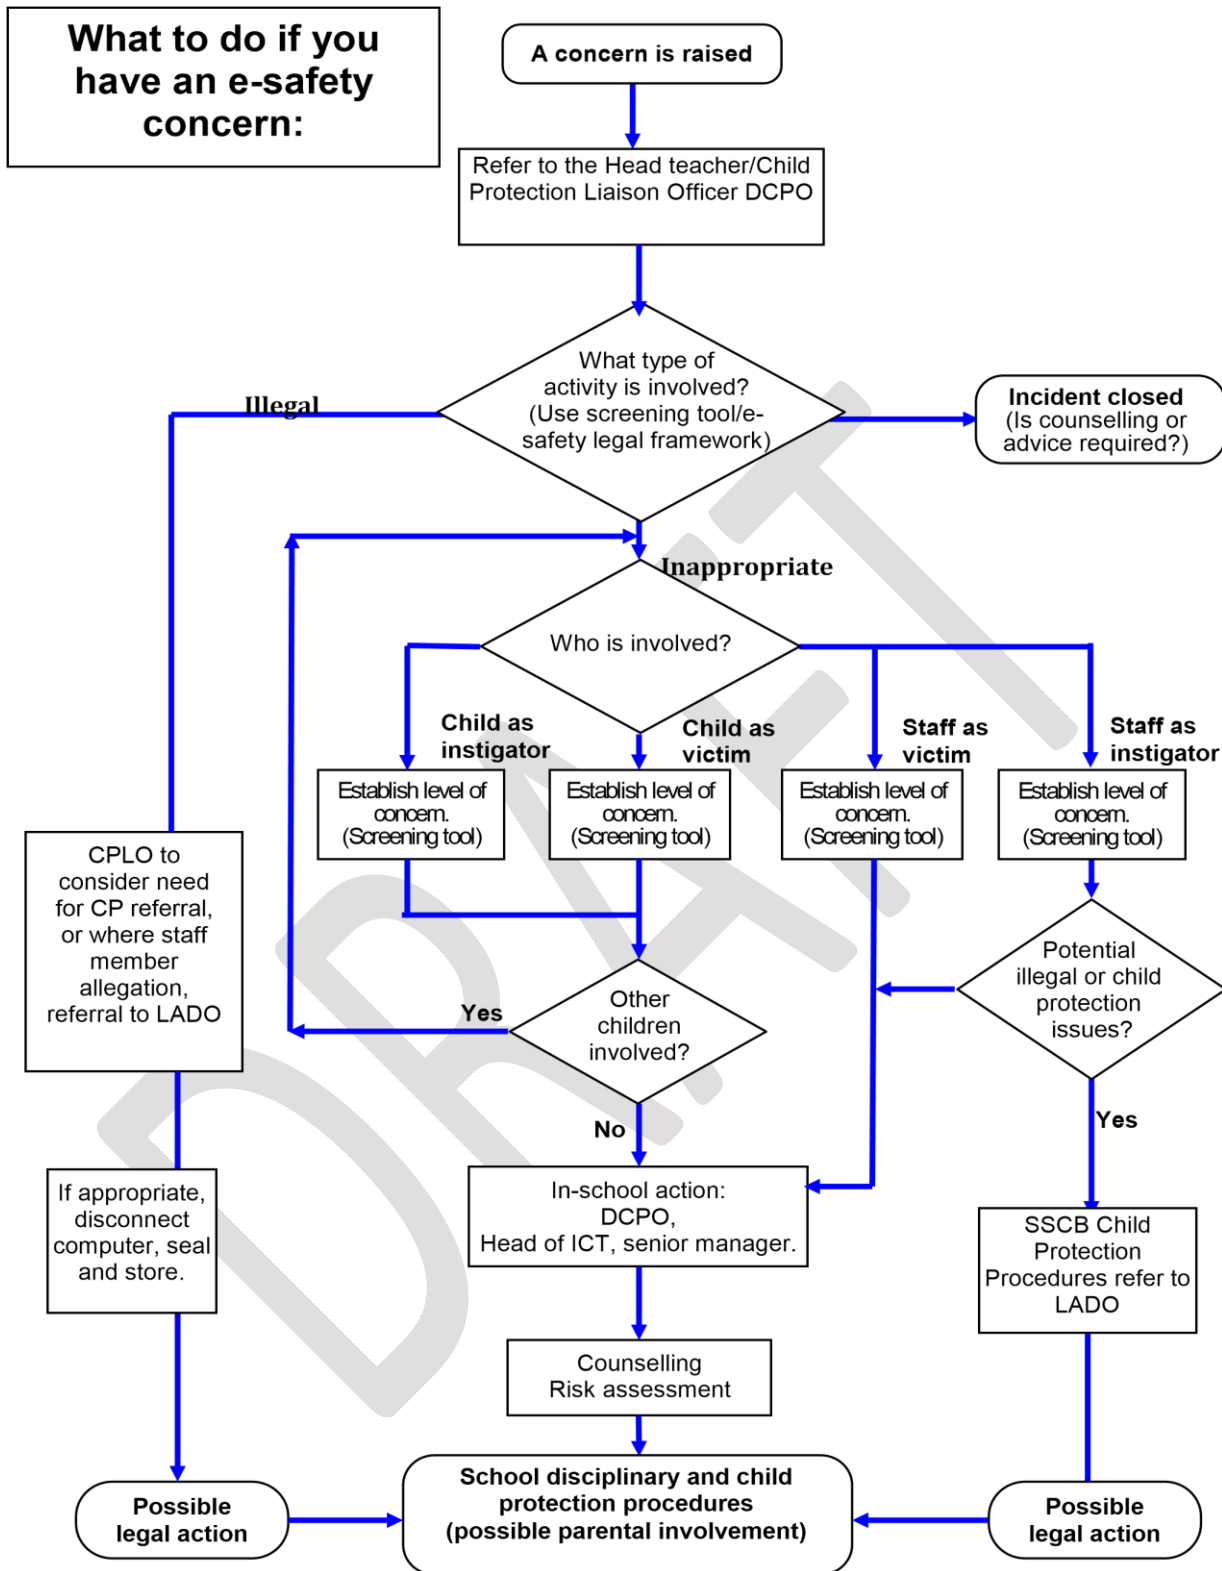 What to do if you
have an e-safety
concern:
A concern is raised
Refer to the Head teacher/Child
Protection Liaison Officer DCPO
What type of
activity is involved?
(Use screening tool/e-
safety legal framework)
Illegal
Incident closed
(Is counselling or
advice required?)
Inappropriate
Who is involved?
Child as
instigator
Child as
victim
Staff as
victim
Staff as
instigator
Establish level of
concern.
(Screening tool)
Establish level of
concern.
(Screening tool)
Establish level of
concern.
(Screening tool)
Establish level of
concern.
(Screening tool)
CPLO to
consider need
for CP referral,
or where staff
member
allegation,
referral to LADO
Potential
illegal or child
protection
issues?
Other
children
involved?
Yes
No
Yes
If appropriate,
disconnect
computer, seal
and store.
In-school action:
DCPO,
Head of ICT, senior manager.
SSCB Child
Protection
Procedures refer to
LADO
Counselling
Risk assessment
Possible
legal action
School disciplinary and child
protection procedures
(possible parental involvement)
Possible
legal action
DRAFT